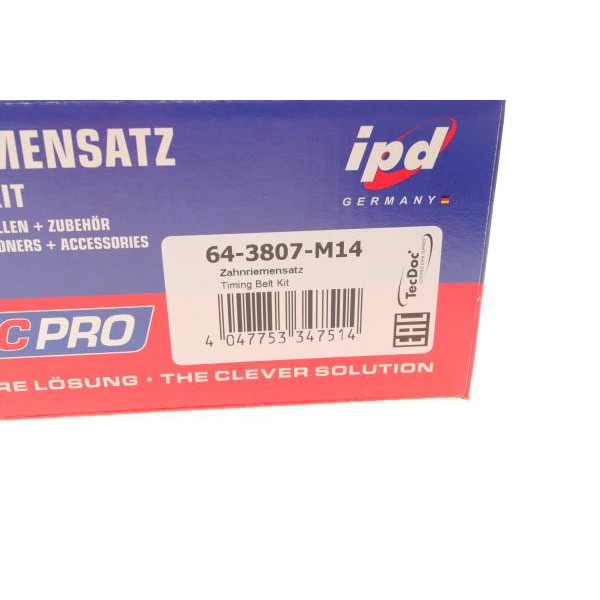 MENSATZ
KIT
LLEN + ZUBEHÖR
ONERS + ACCESSORIES
ipd
GERMANY
64-3807-M14
Zahnriemensatz
Timing Belt Kit
4 047753 347514
TecDoc
EAC
C PRO
RE LÖSUNG · THE CLEVER SOLUTION